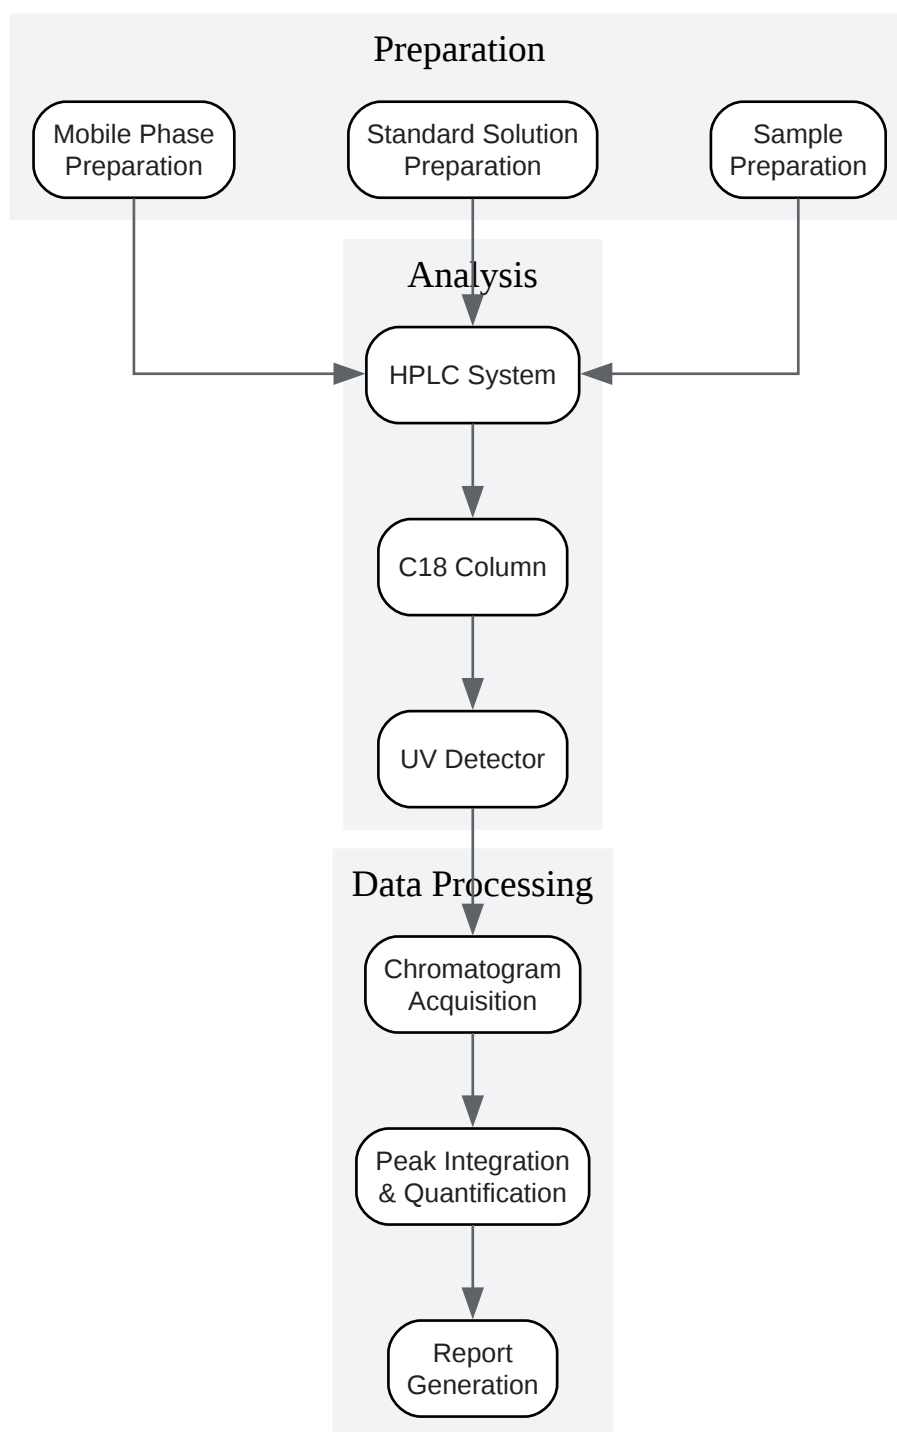 Preparation
Mobile Phase
Preparation
Standard Solution
Preparation
Sample
Preparation
Analysis
HPLC System
C18 Column
UV Detector
Data Processing
Chromatogram
Acquisition
Peak Integration
& Quantification
Report
Generation